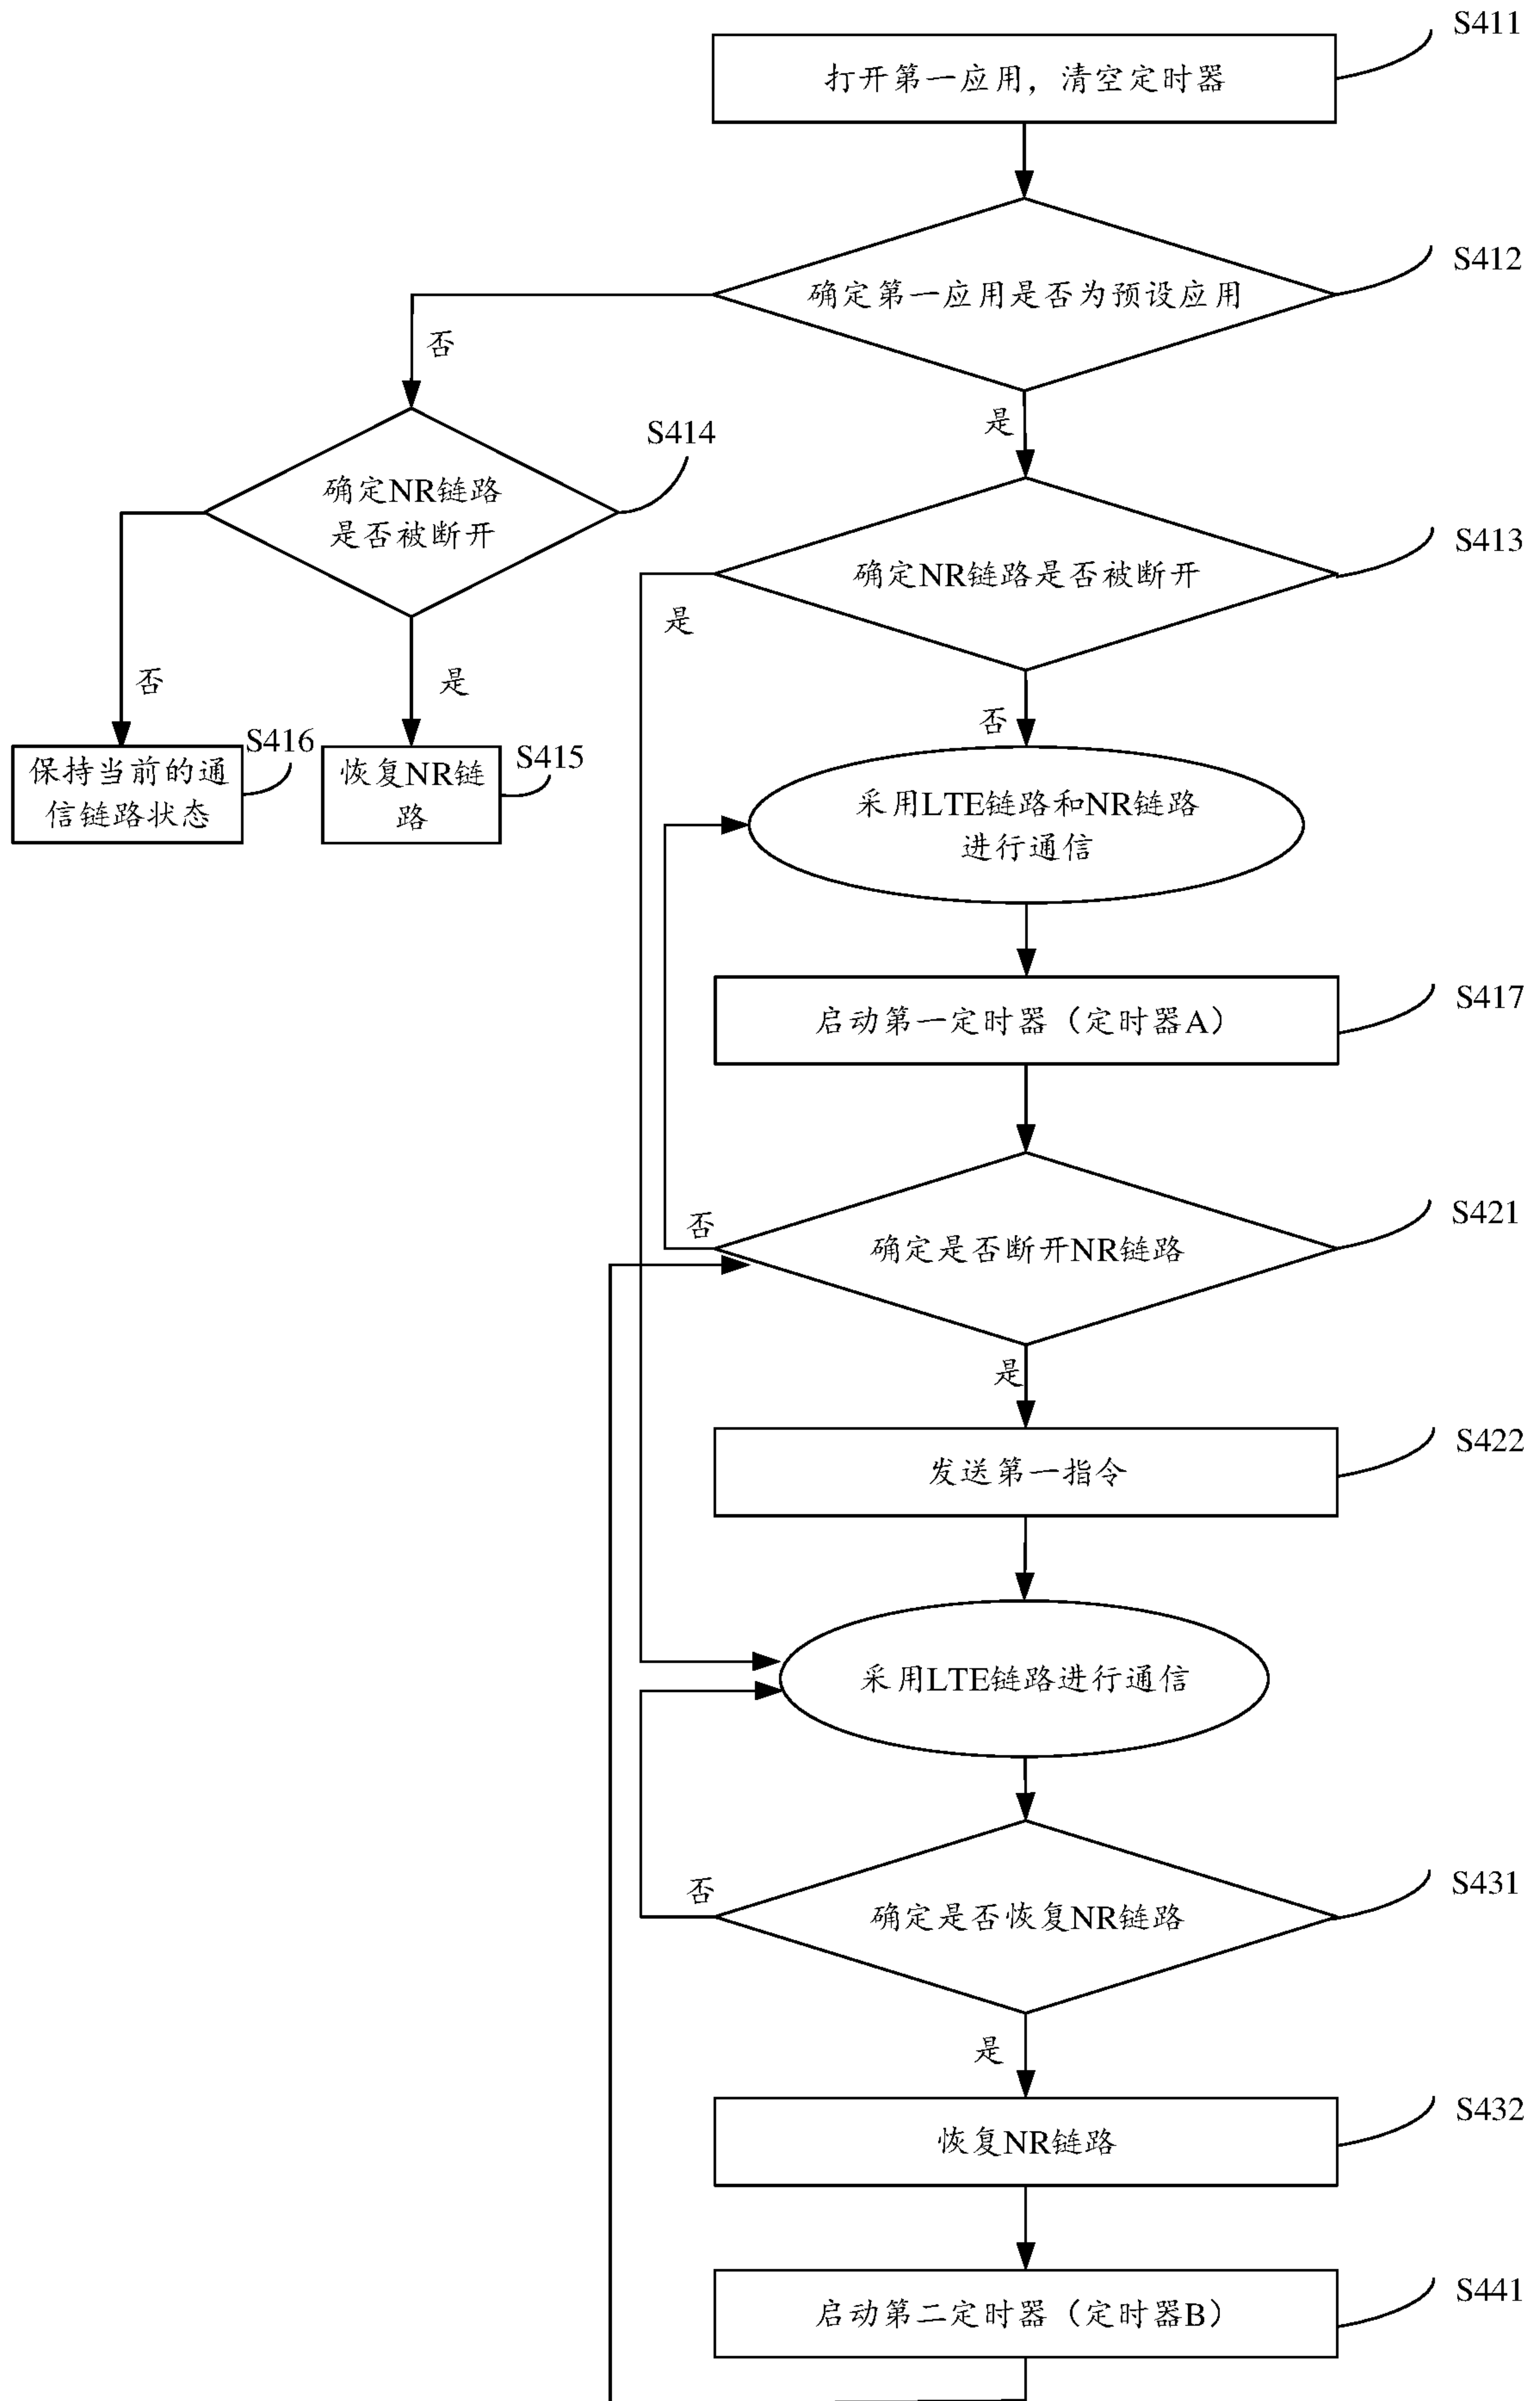 S411
打开第一应用，清空定时器
S412
确定第一应用是否为预设应用
否
是
S414
确定NR链路
是否被断开
S413
确定NR链路是否被断开
是
否
是
否
S416
保持当前的通
信链路状态
S415
恢复NR链
路
采用LTE链路和NR链路
进行通信
S417
启动第一定时器（定时器A）
S421
否
确定是否断开NR链路
是
S422
发送第一指令
采用LTE链路进行通信
S431
否
确定是否恢复NR链路
是
S432
恢复NR链路
S441
启动第二定时器（定时器B）